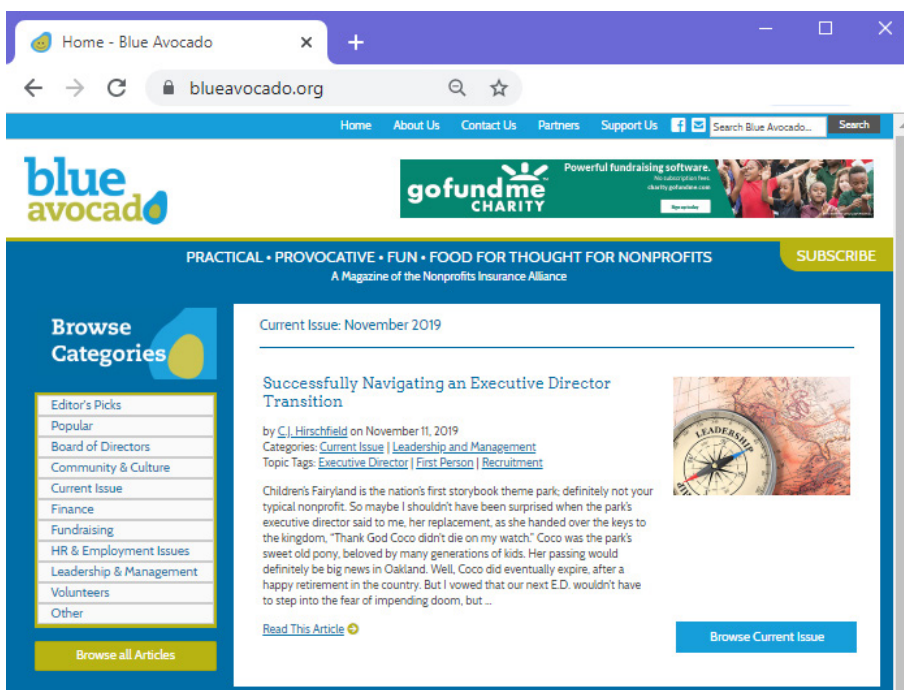 Home - Blue Avocado
blueavocado.org
Home About Us Contact Us Partners Support Us Search Blue Avocado... Search
blue
avocado
gofundme
CHARITY
Powerful fundraising software.
No subscription fees.
charity.gofundme.com
Sign up today
PRACTICAL • PROVOCATIVE • FUN • FOOD FOR THOUGHT FOR NONPROFITS
A Magazine of the Nonprofits Insurance Alliance
SUBSCRIBE
Browse
Categories
Editor's Picks
Popular
Board of Directors
Community & Culture
Current Issue
Finance
Fundraising
HR & Employment Issues
Leadership & Management
Volunteers
Other
Browse all Articles
Current Issue: November 2019
Successfully Navigating an Executive Director
Transition
by C.J. Hirschfield on November 11, 2019
Categories: Current Issue | Leadership and Management
Topic Tags: Executive Director | First Person | Recruitment
Children's Fairyland is the nation's first storybook theme park; definitely not your
typical nonprofit. So maybe I shouldn't have been surprised when the park's
executive director said to me, her replacement, as she handed over the keys to
the kingdom, "Thank God Coco didn't die on my watch." Coco was the park's
sweet old pony, beloved by many generations of kids. Her passing would
definitely be big news in Oakland. Well, Coco did eventually expire, after a
happy retirement in the country. But I vowed that our next E.D. wouldn't have
to step into the fear of impending doom, but ...
Read This Article
LEADERSHIP
Browse Current Issue